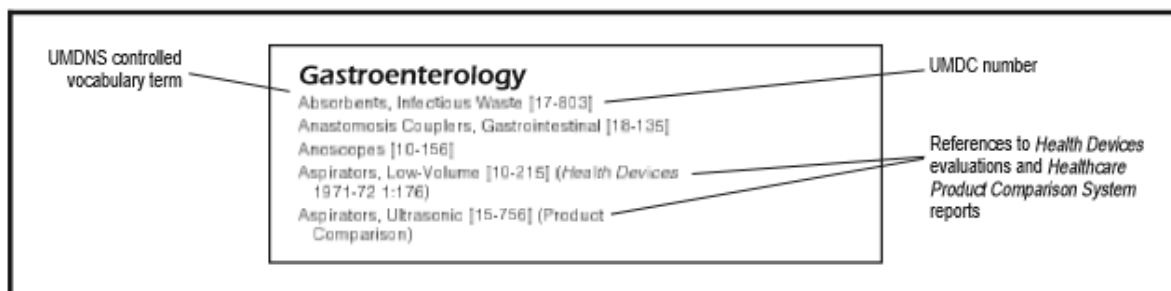 UMDNS controlled
vocabulary term
Gastroenterology
Absorbents, Infectious Waste [17-803]
Anastomosis Couplers, Gastrointestinal [18-135]
Anoscopes [10-156]
Aspirators, Low-Volume [10-215] (Health Devices
1971-72 1:176)
Aspirators, Ultrasonic [15-756] (Product
Comparison)
UMDC number
References to Health Devices
evaluations and Healthcare
Product Comparison System
reports